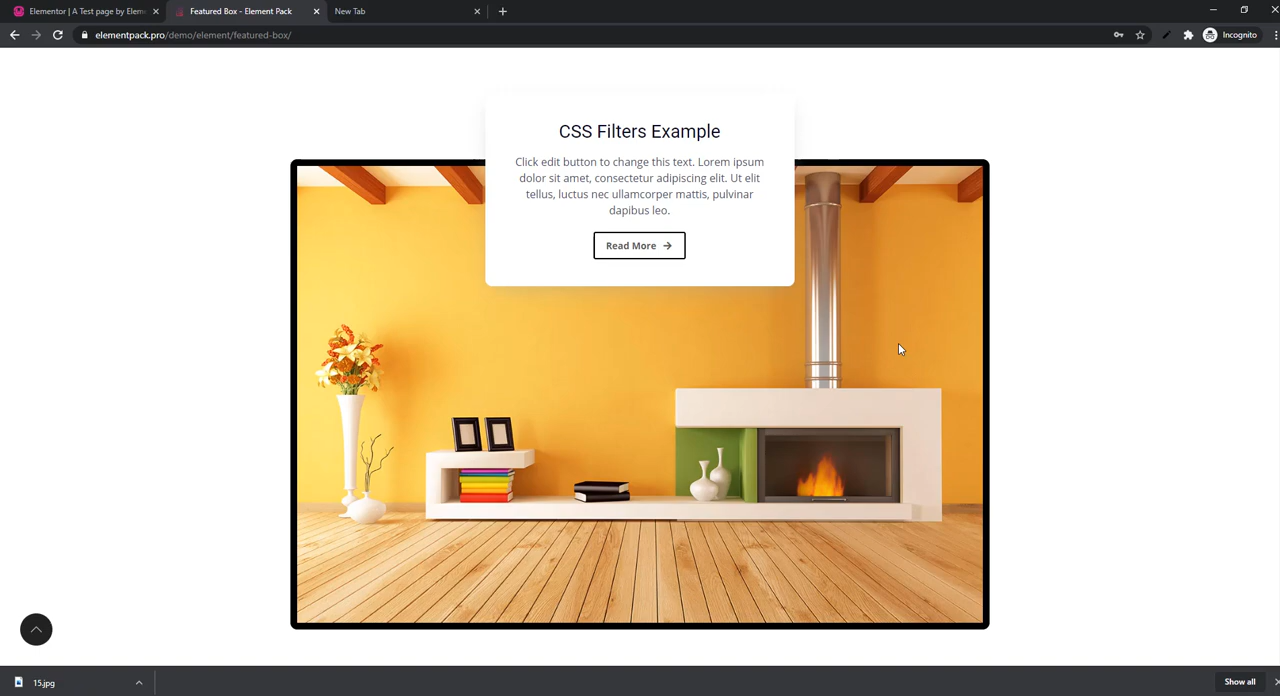 Elementor | A Test page by Elem
Featured Box - Element Pack
New Tab
elementpack.pro/demo/element/featured-box/
Incognito
CSS Filters Example
Click edit button to change this text. Lorem ipsum
dolor sit amet, consectetur adipiscing elit. Ut elit
tellus, luctus nec ullamcorper mattis, pulvinar
dapibus leo.
Read More
15.jpg
Show all